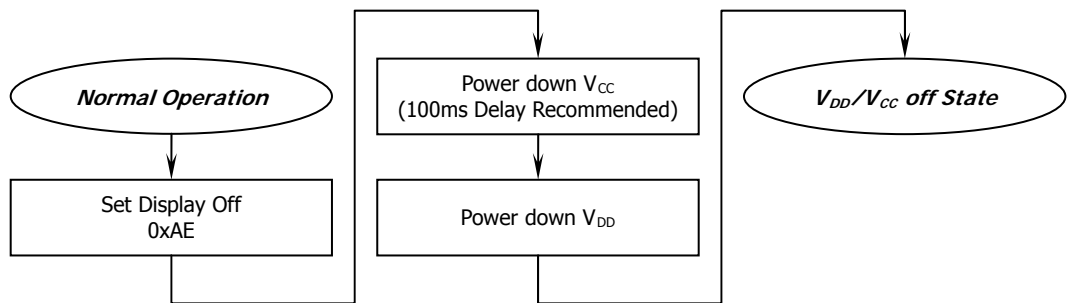 Normal Operation
Set Display Off
0xAE
Power down VCC
(100ms Delay Recommended)
Power down VDD
VDD/VCC off State